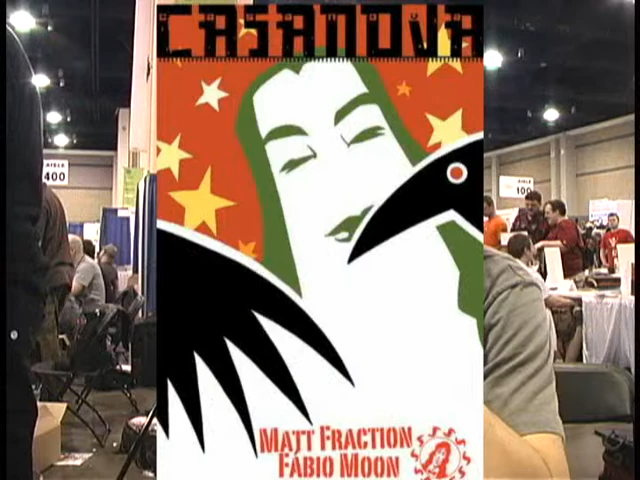 CASANOVA
AISLE
400
AISLE
100
MATT FRACTION
FÁBIO MOON